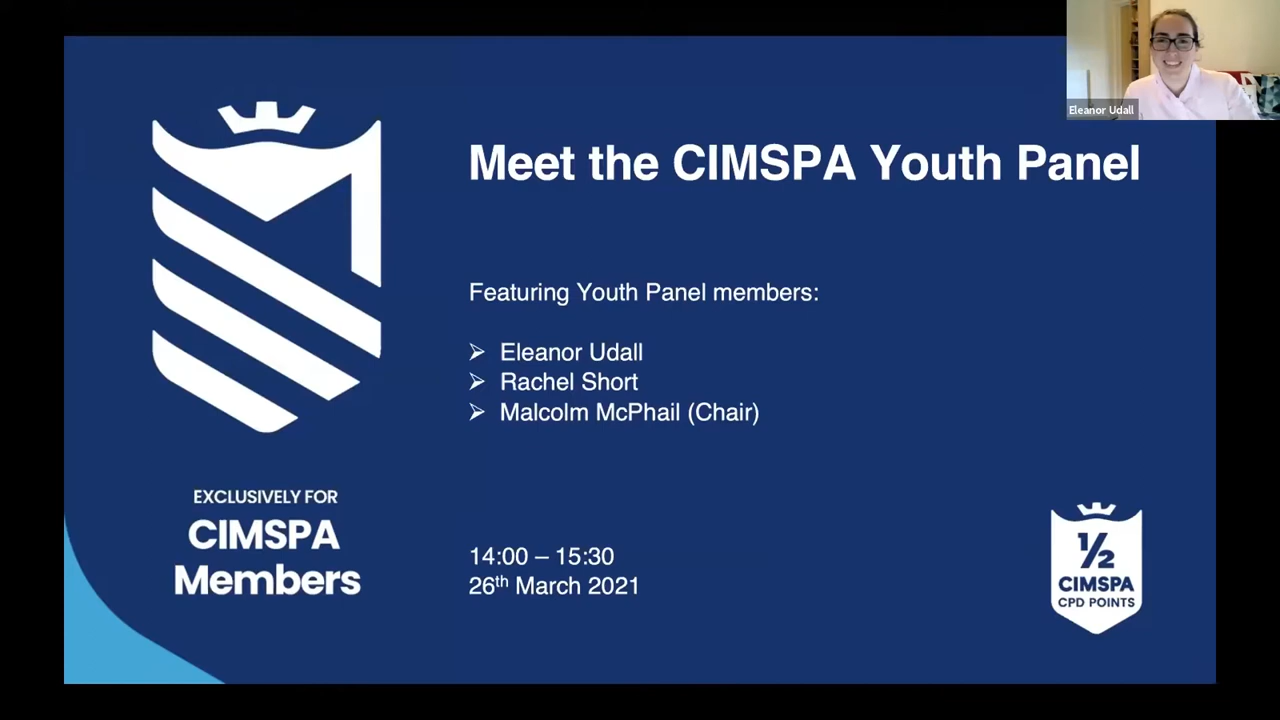 Eleanor Udall
Meet the CIMSPA Youth Panel
Featuring Youth Panel members:
➢ Eleanor Udall
➢ Rachel Short
➢ Malcolm McPhail (Chair)
EXCLUSIVELY FOR
CIMSPA
Members
14:00 – 15:30
26th March 2021
½
CIMSPA
CPD POINTS